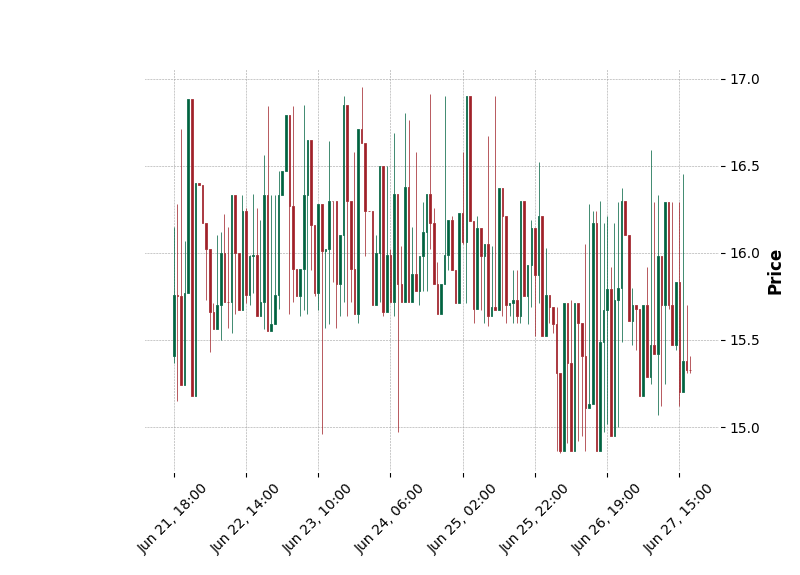 17.0
16.5
16.0
15.5
15.0
Price
Jun 21, 18:00
Jun 22, 14:00
Jun 23, 10:00
Jun 24, 06:00
Jun 25, 02:00
Jun 25, 22:00
Jun 26, 19:00
Jun 27, 15:00